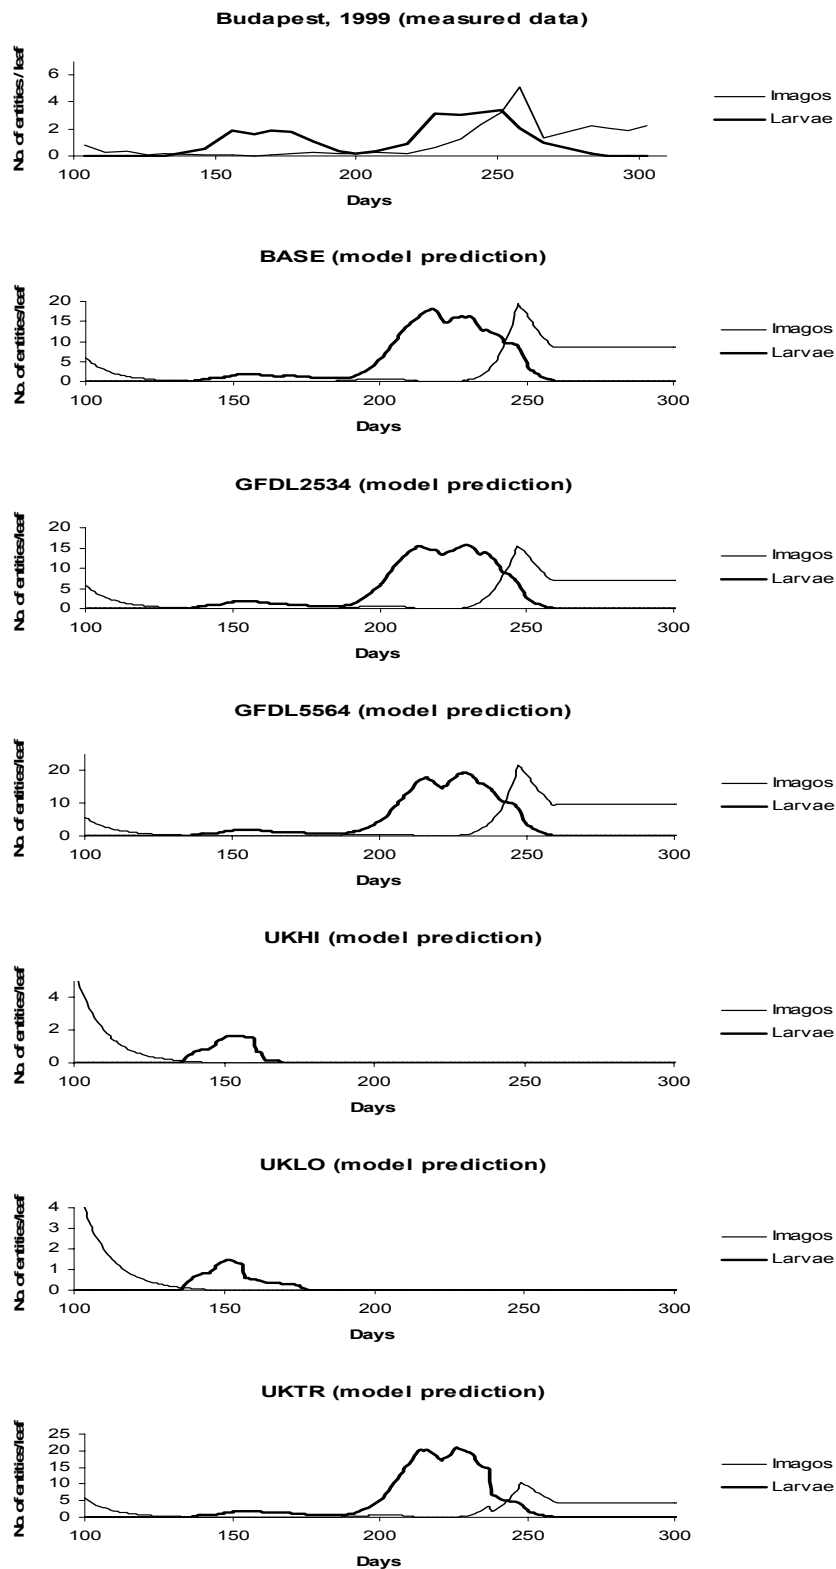 Budapest, 1999 (measured data)
No. of entities / leaf
6
4
2
0
100 150 200 250 300
Days
Imagos
Larvae
BASE (model prediction)
No. of entities/leaf
20
15
10
5
0
100 150 200 250 300
Days
Imagos
Larvae
GFDL2534 (model prediction)
No. of entities/leaf
20
15
10
5
0
100 150 200 250 300
Days
Imagos
Larvae
GFDL5564 (model prediction)
No. of entities/leaf
20
10
0
100 150 200 250 300
Days
Imagos
Larvae
UKHI (model prediction)
No. of entities/leaf
4
2
0
100 150 200 250 300
Days
Imagos
Larvae
UKLO (model prediction)
No. of entities/leaf
4
3
2
1
0
100 150 200 250 300
Days
Imagos
Larvae
UKTR (model prediction)
No. of entities/leaf
25
20
15
10
5
0
100 150 200 250 300
Days
Imagos
Larvae